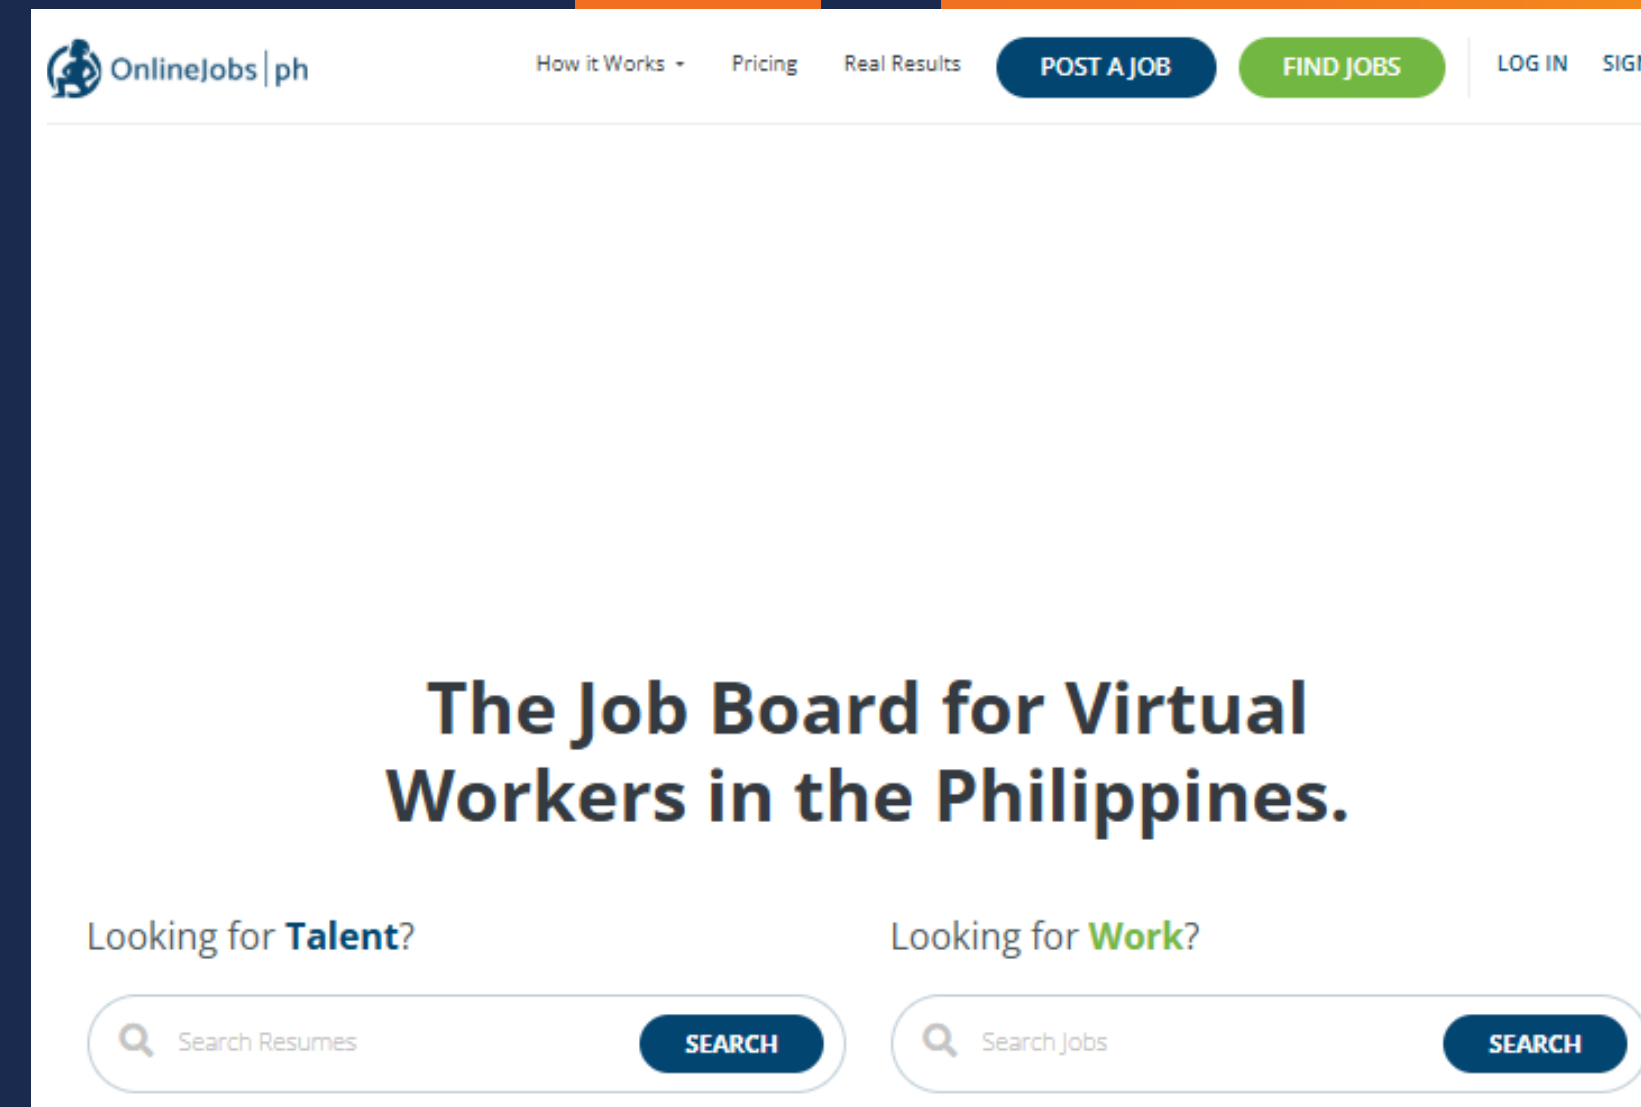 OnlineJobs|ph
How it Works
Pricing
Real Results
POST A JOB
FIND JOBS
LOG IN
The Job Board for Virtual
Workers in the Philippines.
Looking for Talent?
Looking for Work?
Search Resumes
SEARCH
Search Jobs
SEARCH